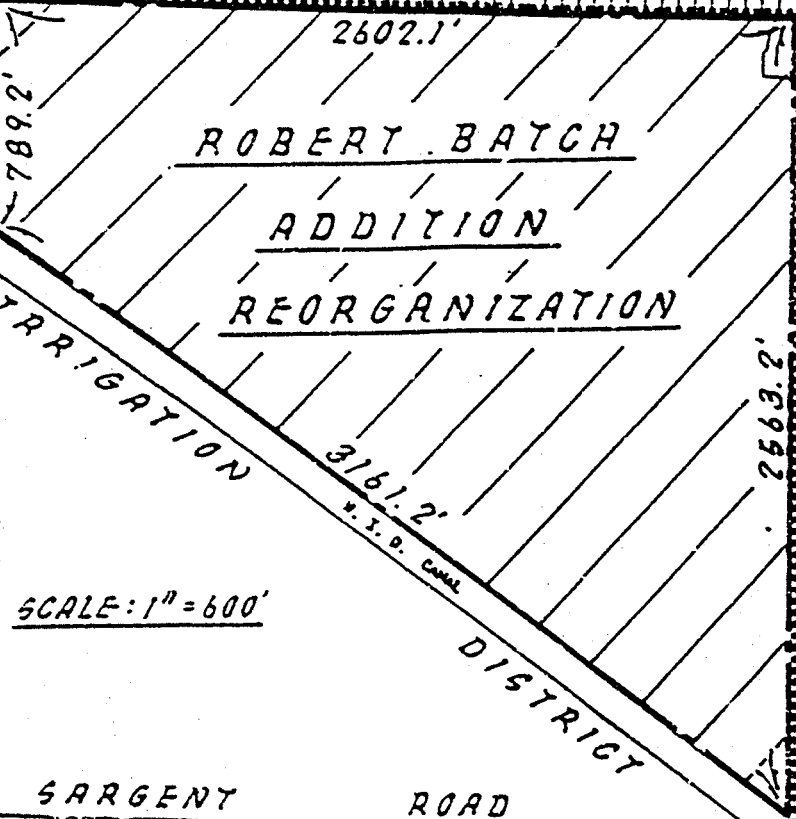 2602.1'
789.2'
ROBERT BATCH
ADDITION
REORGANIZATION
2563.2'
IRRIGATION
3161.2'
N. I. D. CANAL
SCALE: 1" = 600'
DISTRICT
SARGENT ROAD